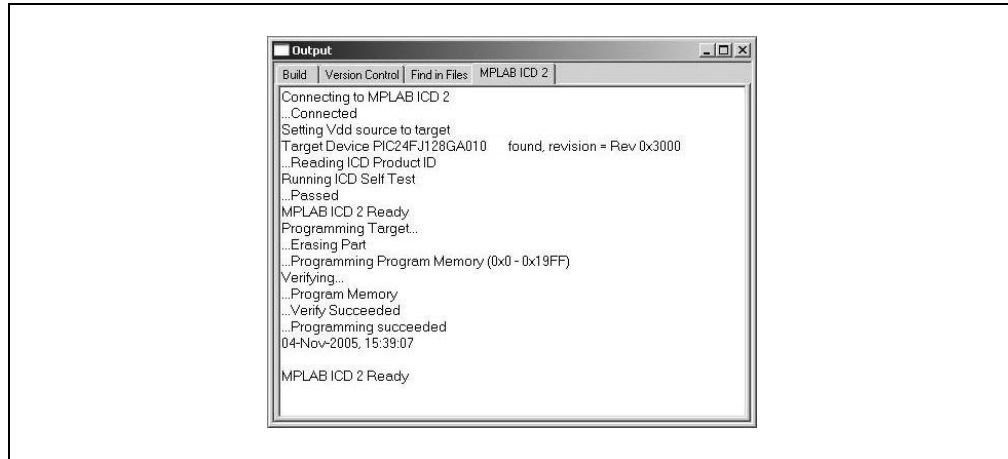 Output
Build Version Control Find in Files MPLAB ICD 2
Connecting to MPLAB ICD 2
...Connected
Setting Vdd source to target
Target Device PIC24FJ128GA010 found, revision = Rev 0x3000
...Reading ICD Product ID
Running ICD Self Test
...Passed
MPLAB ICD 2 Ready
Programming Target...
...Erasing Part
...Programming Program Memory (0x0 - 0x19FF)
Verifying...
...Program Memory
...Verify Succeeded
...Programming succeeded
04-Nov-2005, 15:39:07
MPLAB ICD 2 Ready